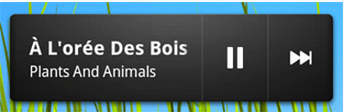 À L'orée Des Bois
Plants And Animals